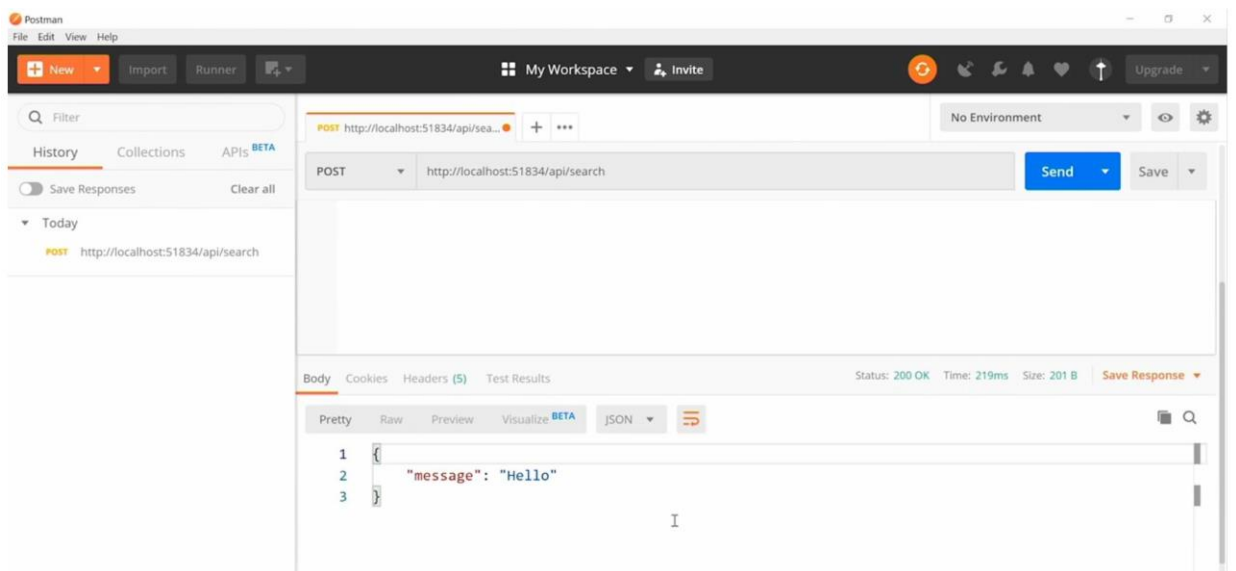 Postman
File Edit View Help
New Import Runner My Workspace Invite Upgrade
Filter
History Collections APIs BETA
Save Responses Clear all
Today
POST http://localhost:51834/api/search
POST http://localhost:51834/api/sea... No Environment
POST http://localhost:51834/api/search Send Save
Body Cookies Headers (5) Test Results Status: 200 OK Time: 219ms Size: 201 B Save Response
Pretty Raw Preview Visualize BETA JSON
1 {
2 "message": "Hello"
3 }